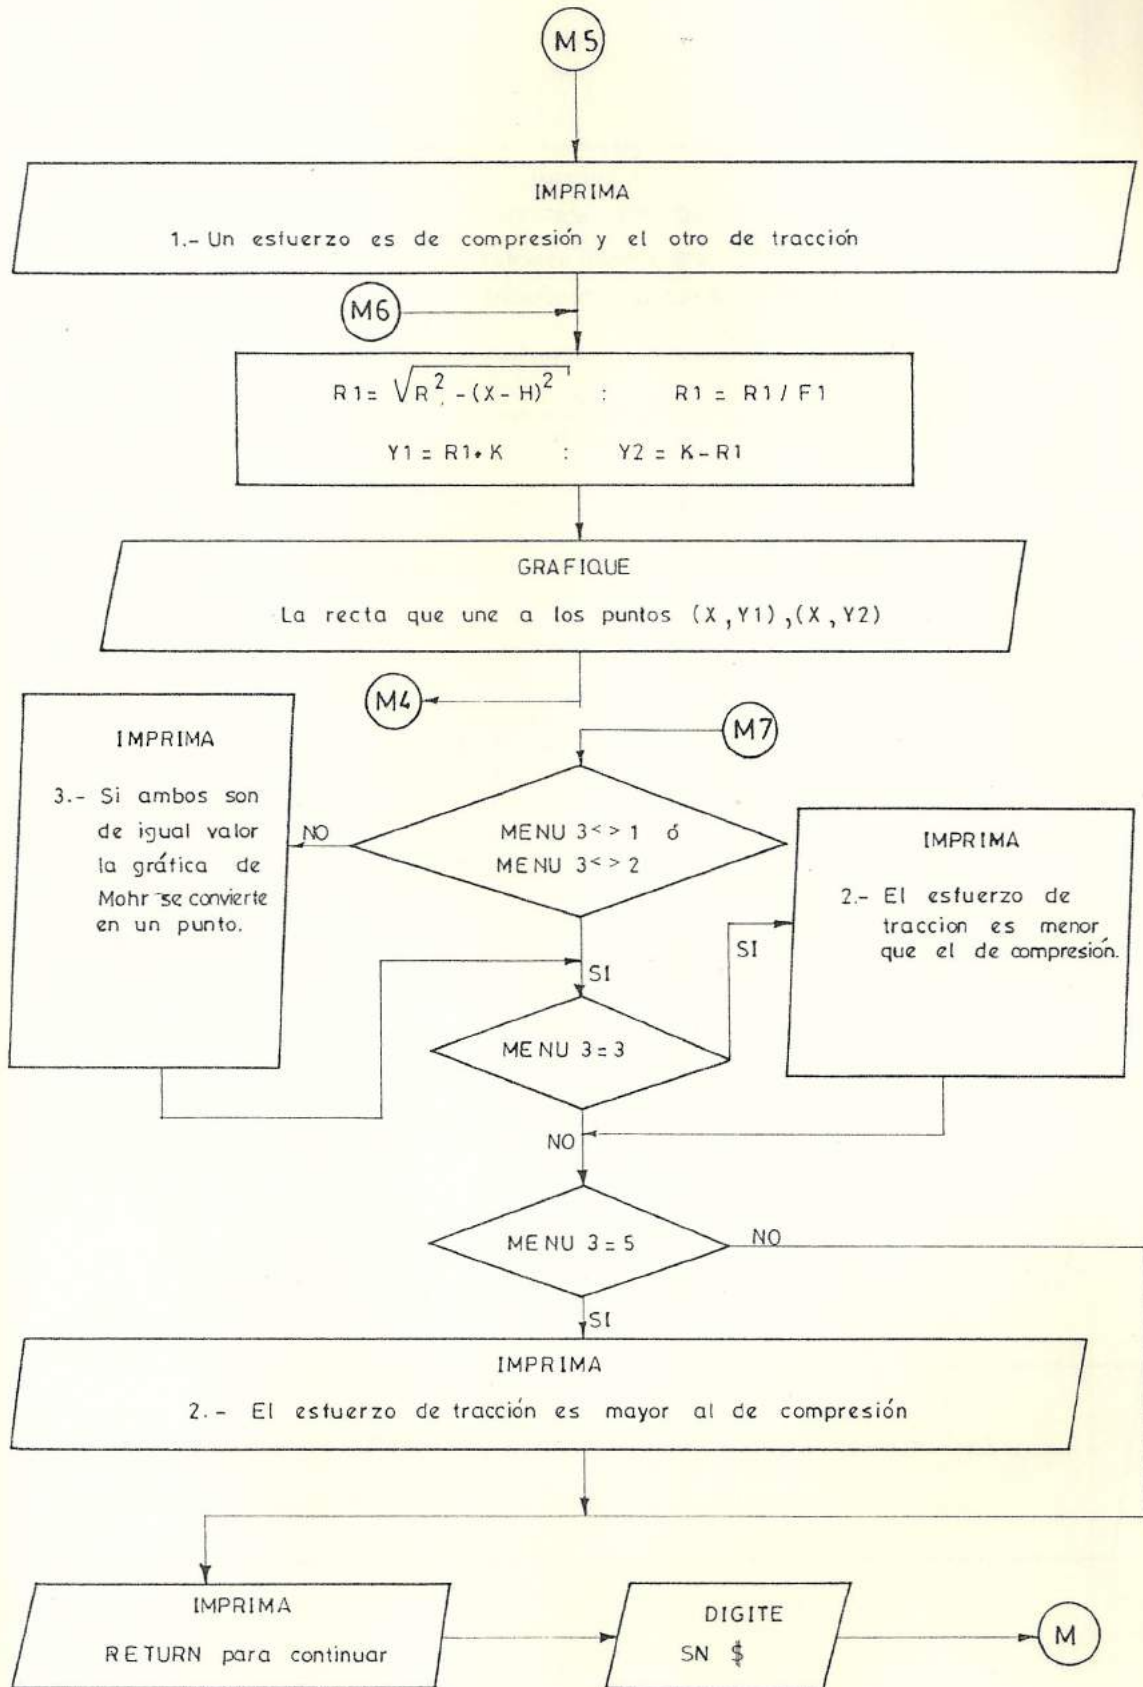 M5
IMPRIMA
1.- Un esfuerzo es de compresión y el otro de tracción
M6
R1 = √R² - (X - H)² : R1 = R1 / F1
Y1 = R1 + K : Y2 = K - R1
GRAFIQUE
La recta que une a los puntos (X,Y1),(X,Y2)
M4
M7
IMPRIMA
3.- Si ambos son
de igual valor
la gráfica de
Mohr se convierte
en un punto.
NO
MENU 3<>1 ó
MENU 3<>2
SI
IMPRIMA
2.- El esfuerzo de
traccion es menor
que el de compresión.
SI
MENU 3=3
NO
MENU 3=5
NO
SI
IMPRIMA
2.- El esfuerzo de tracción es mayor al de compresión
IMPRIMA
RETURN para continuar
DIGITE
SN $
M